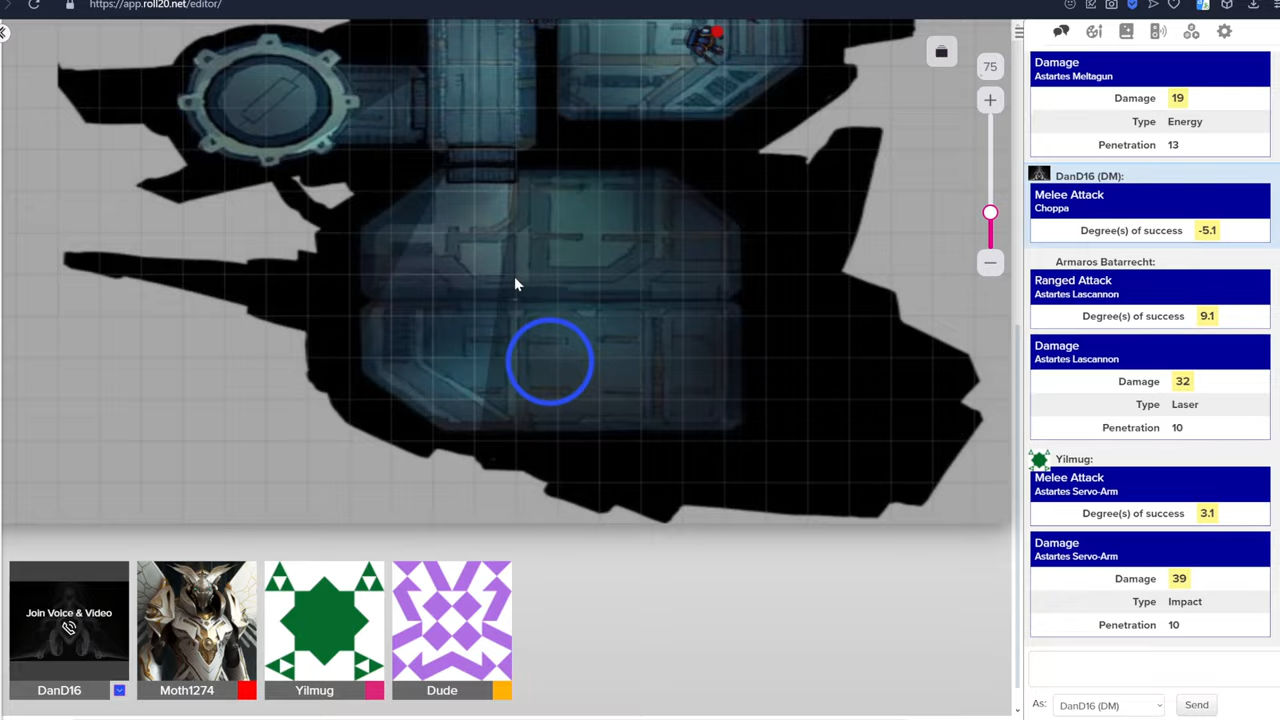 https://app.roll20.net/editor/
75
Damage
Astartes Meltagun
Damage 19
Type Energy
Penetration 13
DanD16 (DM):
Melee Attack
Choppa
Degree(s) of success -5.1
Armaros Batarrecht:
Ranged Attack
Astartes Lascannon
Degree(s) of success 9.1
Damage
Astartes Lascannon
Damage 32
Type Laser
Penetration 10
Yilmug:
Melee Attack
Astartes Servo-Arm
Degree(s) of success 3.1
Damage
Astartes Servo-Arm
Damage 39
Type Impact
Penetration 10
Join Voice & Video
DanD16
Moth1274
Yilmug
Dude
As: DanD16 (DM) Send